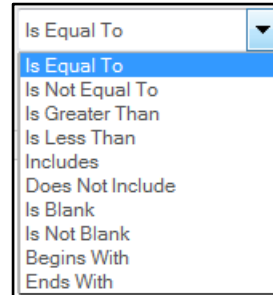 Is Equal To
Is Equal To
Is Not Equal To
Is Greater Than
Is Less Than
Includes
Does Not Include
Is Blank
Is Not Blank
Begins With
Ends With